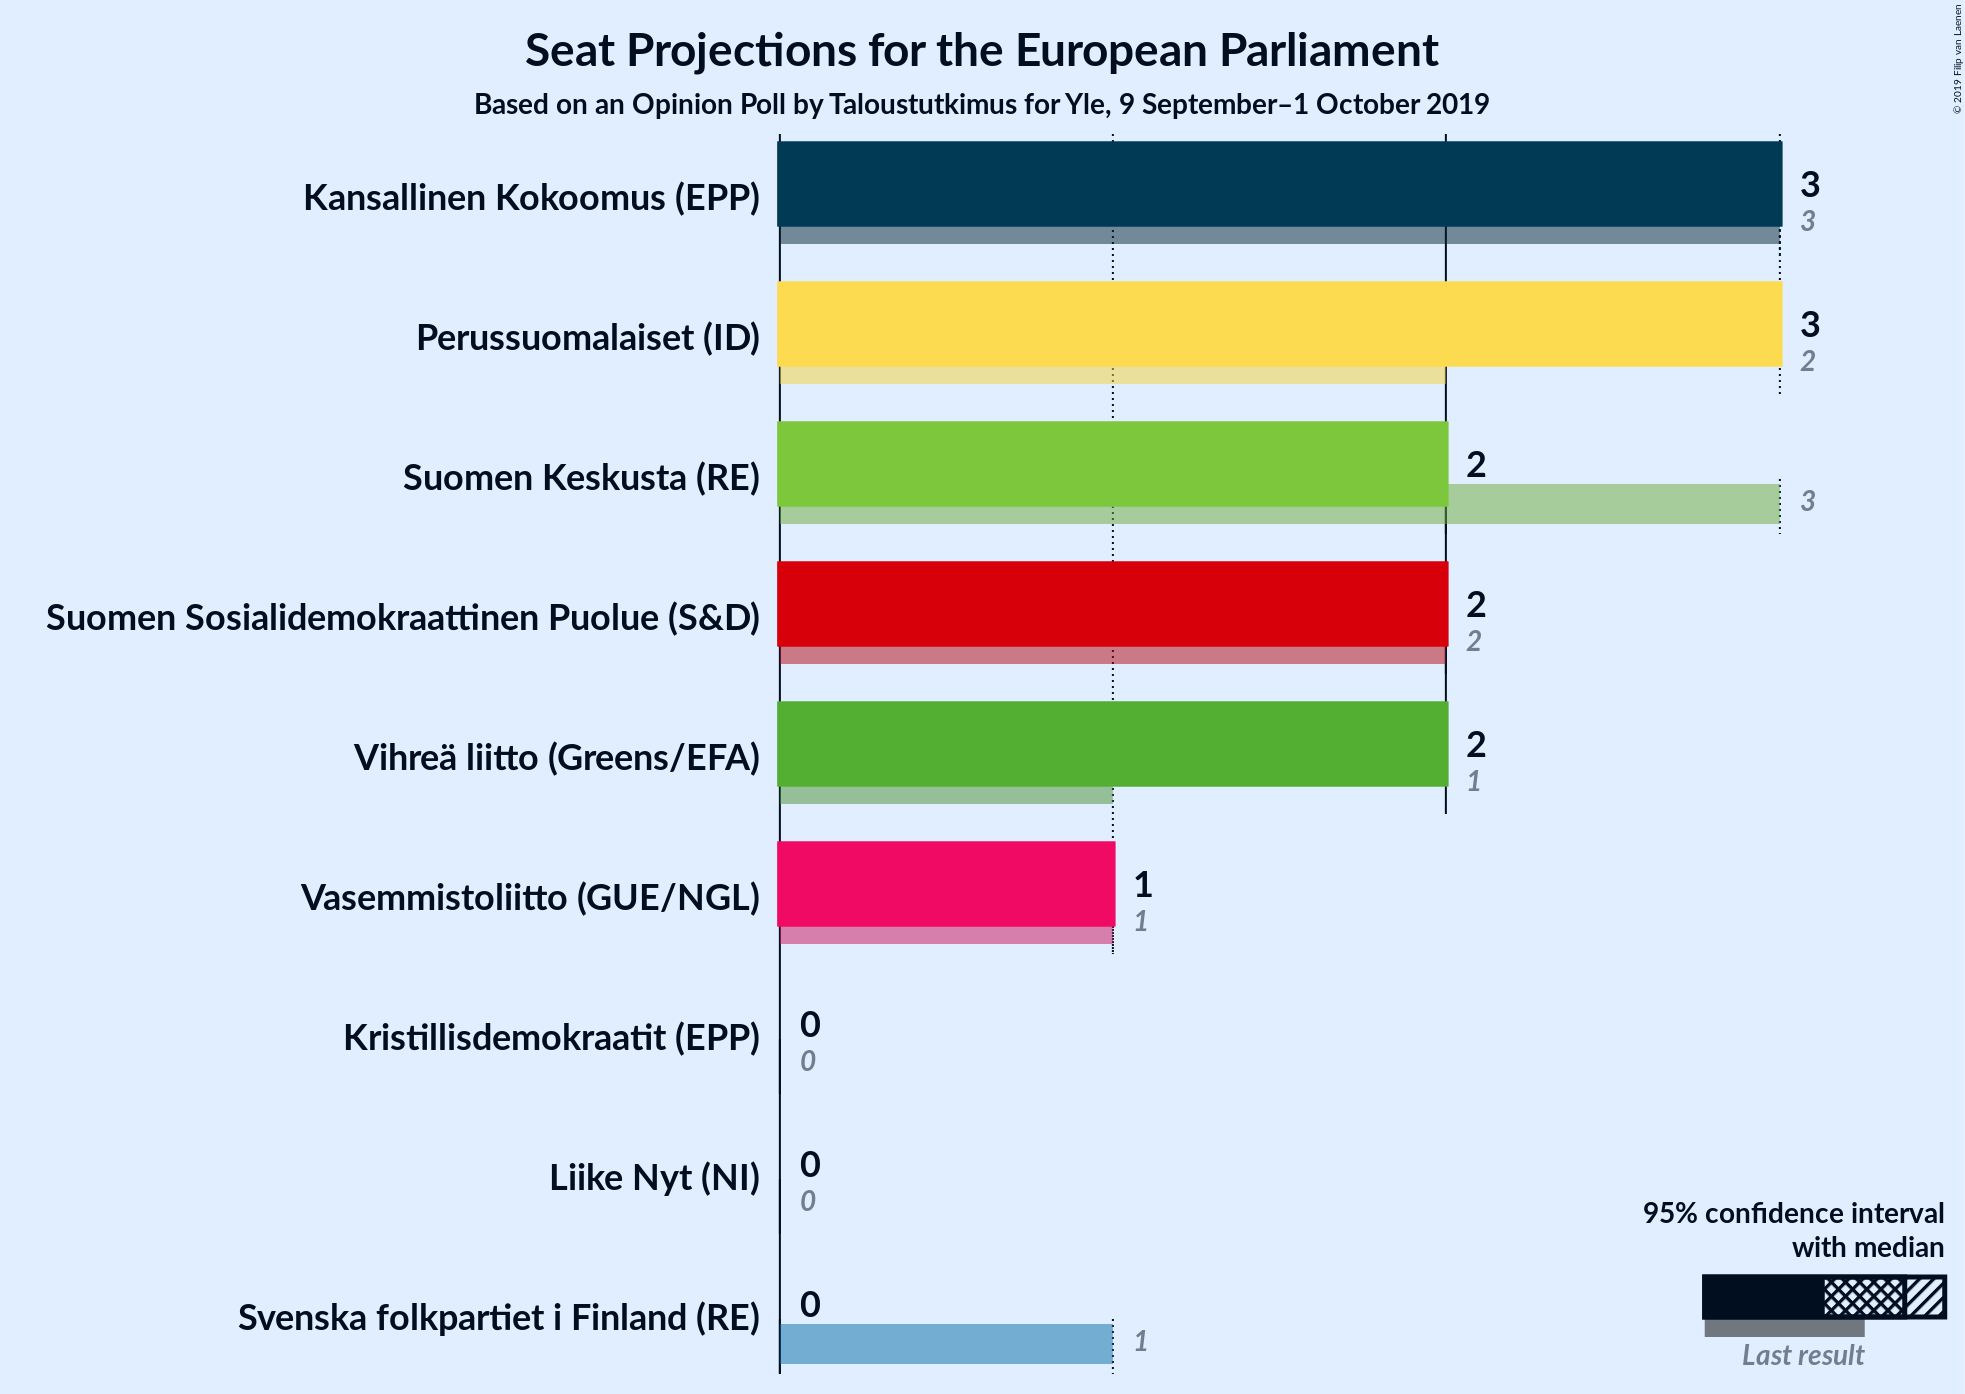 Seat Projections for the European Parliament
Based on an Opinion Poll by Taloustutkimus for Yle, 9 September–1 October 2019
© 2019 Filip van Laenen
Kansallinen Kokoomus (EPP)
3
3
Perussuomalaiset (ID)
3
2
Suomen Keskusta (RE)
2
3
Suomen Sosialidemokraattinen Puolue (S&D)
2
2
Vihreä liitto (Greens/EFA)
2
1
Vasemmistoliitto (GUE/NGL)
1
1
Kristillisdemokraatit (EPP)
0
0
Liike Nyt (NI)
0
0
Svenska folkpartiet i Finland (RE)
0
1
95% confidence interval
with median
Last result